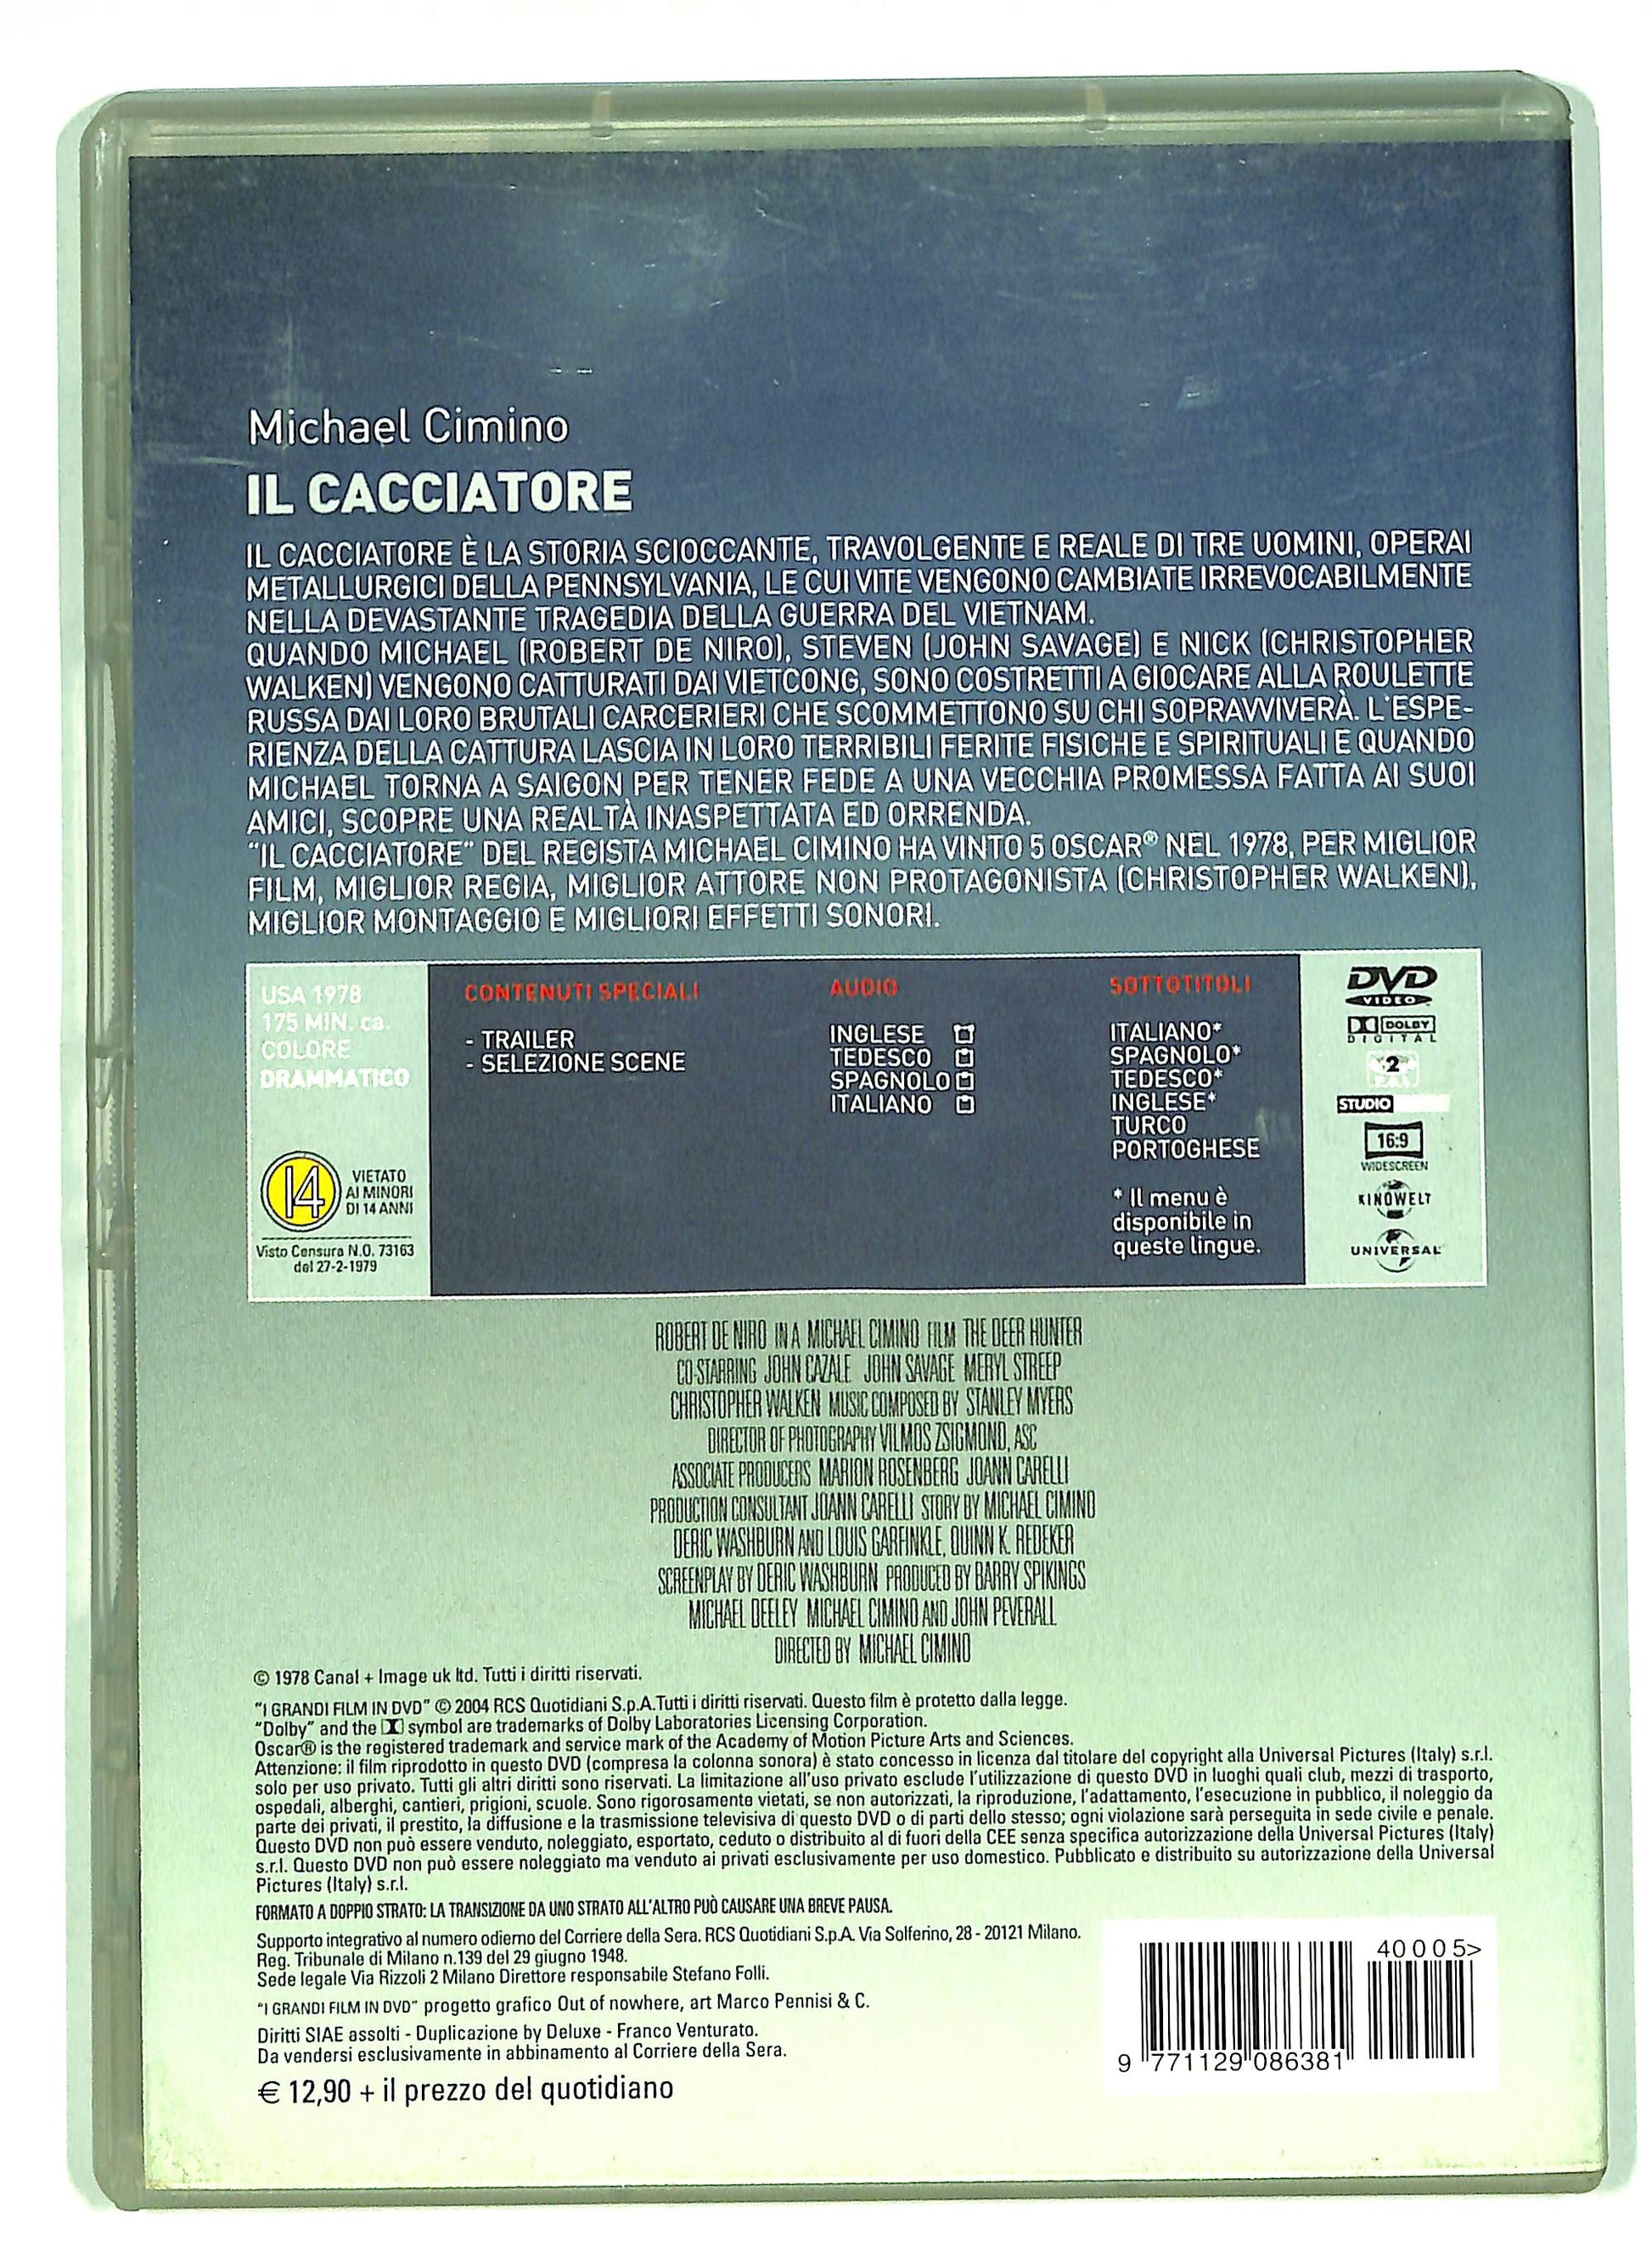 Michael Cimino
IL CACCIATORE
IL CACCIATORE È LA STORIA SCIOCCANTE, TRAVOLGENTE E REALE DI TRE UOMINI, OPERAI
METALLURGICI DELLA PENNSYLVANIA, LE CUI VITE VENGONO CAMBIATE IRREVOCABILMENTE
NELLA DEVASTANTE TRAGEDIA DELLA GUERRA DEL VIETNAM.
QUANDO MICHAEL (ROBERT DE NIRO), STEVEN (JOHN SAVAGE) E NICK (CHRISTOPHER
WALKEN) VENGONO CATTURATI DAI VIETCONG, SONO COSTRETTI A GIOCARE ALLA ROULETTE
RUSSA DAI LORO BRUTALI CARCERIERI CHE SCOMMETTONO SU CHI SOPRAVVIVERÀ. L'ESPE-
RIENZA DELLA CATTURA LASCIA IN LORO TERRIBILI FERITE FISICHE E SPIRITUALI E QUANDO
MICHAEL TORNA A SAIGON PER TENER FEDE A UNA VECCHIA PROMESSA FATTA AI SUOI
AMICI, SCOPRE UNA REALTÀ INASPETTATA ED ORRENDA.
"IL CACCIATORE" DEL REGISTA MICHAEL CIMINO HA VINTO 5 OSCAR® NEL 1978, PER MIGLIOR
FILM, MIGLIOR REGIA, MIGLIOR ATTORE NON PROTAGONISTA (CHRISTOPHER WALKEN),
MIGLIOR MONTAGGIO E MIGLIORI EFFETTI SONORI.
USA 1978
175 MIN. ca.
COLORE
DRAMMATICO
14
VIETATO
AI MINORI
DI 14 ANNI
Visto Censura N.O. 73163
del 27-2-1979
CONTENUTI SPECIALI
- TRAILER
- SELEZIONE SCENE
AUDIO
INGLESE
TEDESCO
SPAGNOLO
ITALIANO
SOTTOTITOLI
ITALIANO*
SPAGNOLO*
TEDESCO*
INGLESE*
TURCO
PORTOGHESE
* Il menu è
disponibile in
queste lingue.
DVD
VIDEO
DOLBY
DIGITAL
2
STUDIO
16:9
WIDESCREEN
KINOWELT
UNIVERSAL
ROBERT DE NIRO IN A MICHAEL CIMINO FILM THE DEER HUNTER
CO-STARRING JOHN CAZALE JOHN SAVAGE MERYL STREEP
CHRISTOPHER WALKEN MUSIC COMPOSED BY STANLEY MYERS
DIRECTOR OF PHOTOGRAPHY VILMOS ZSIGMOND, ASC
ASSOCIATE PRODUCERS MARION ROSENBERG JOANN CARELLI
PRODUCTION CONSULTANT JOANN CARELLI STORY BY MICHAEL CIMINO
DERIC WASHBURN AND LOUIS GARFINKLE, QUINN K. REDEKER
SCREENPLAY BY DERIC WASHBURN PRODUCED BY BARRY SPIKINGS
MICHAEL DEELEY MICHAEL CIMINO AND JOHN PEVERALL
DIRECTED BY MICHAEL CIMINO
© 1978 Canal + Image uk ltd. Tutti i diritti riservati.
"I GRANDI FILM IN DVD" © 2004 RCS Quotidiani S.p.A.Tutti i diritti riservati. Questo film è protetto dalla legge.
"Dolby" and the symbol are trademarks of Dolby Laboratories Licensing Corporation.
Oscar® is the registered trademark and service mark of the Academy of Motion Picture Arts and Sciences.
Attenzione: il film riprodotto in questo DVD (compresa la colonna sonora) è stato concesso in licenza dal titolare del copyright alla Universal Pictures (Italy) s.r.l.
solo per uso privato. Tutti gli altri diritti sono riservati. La limitazione all'uso privato esclude l'utilizzazione di questo DVD in luoghi quali club, mezzi di trasporto,
ospedali, alberghi, cantieri, prigioni, scuole. Sono rigorosamente vietati, se non autorizzati, la riproduzione, l'adattamento, l'esecuzione in pubblico, il noleggio da
parte dei privati, il prestito, la diffusione e la trasmissione televisiva di questo DVD o di parti dello stesso; ogni violazione sarà perseguita in sede civile e penale.
Questo DVD non può essere venduto, noleggiato, esportato, ceduto o distribuito al di fuori della CEE senza specifica autorizzazione della Universal Pictures (Italy)
s.r.l. Questo DVD non può essere noleggiato ma venduto ai privati esclusivamente per uso domestico. Pubblicato e distribuito su autorizzazione della Universal
Pictures (Italy) s.r.l.
FORMATO A DOPPIO STRATO: LA TRANSIZIONE DA UNO STRATO ALL'ALTRO PUÒ CAUSARE UNA BREVE PAUSA.
Supporto integrativo al numero odierno del Corriere della Sera. RCS Quotidiani S.p.A. Via Solferino, 28 - 20121 Milano.
Reg. Tribunale di Milano n.139 del 29 giugno 1948.
Sede legale Via Rizzoli 2 Milano Direttore responsabile Stefano Folli.
"I GRANDI FILM IN DVD" progetto grafico Out of nowhere, art Marco Pennisi & C.
Diritti SIAE assolti - Duplicazione by Deluxe - Franco Venturato.
Da vendersi esclusivamente in abbinamento al Corriere della Sera.
€ 12,90 + il prezzo del quotidiano
40005>
9 771129 086381